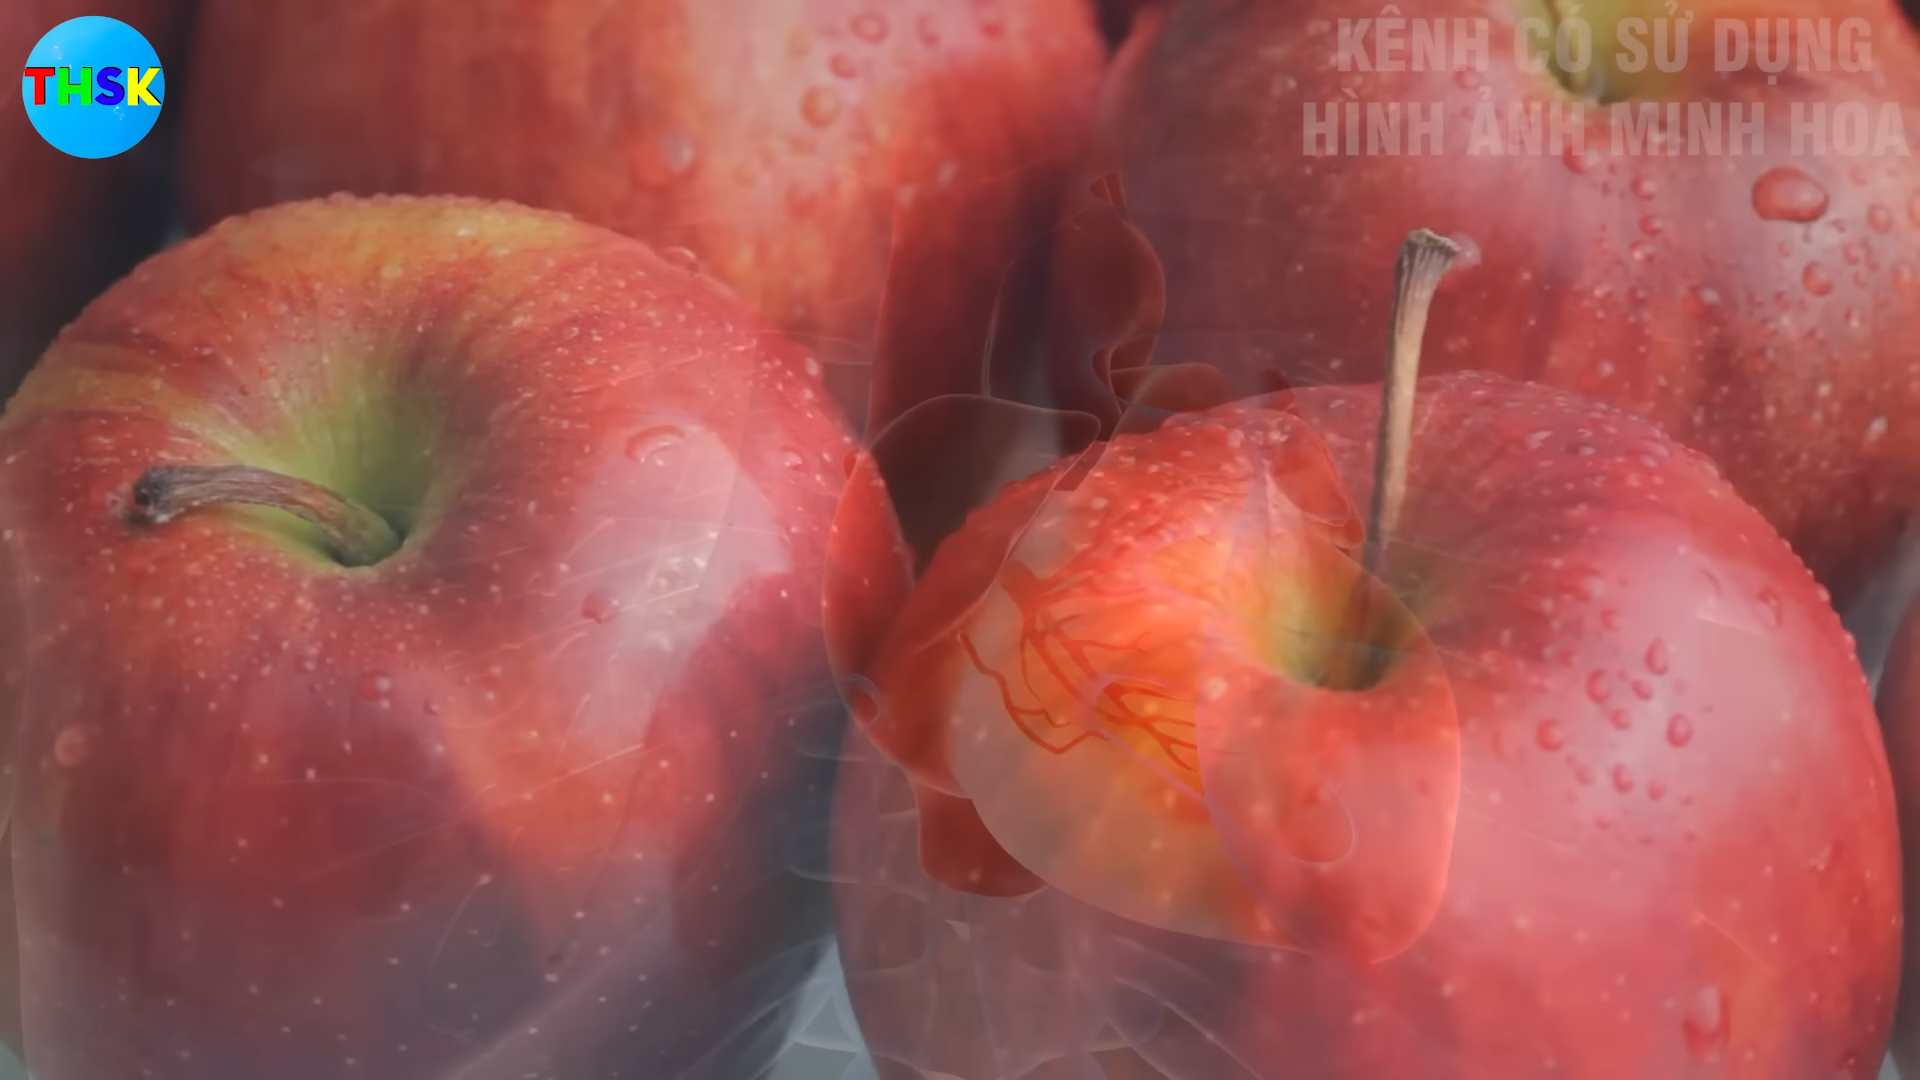 THSK
KÊNH CÓ SỬ DỤNG
HÌNH ẢNH MINH HOA